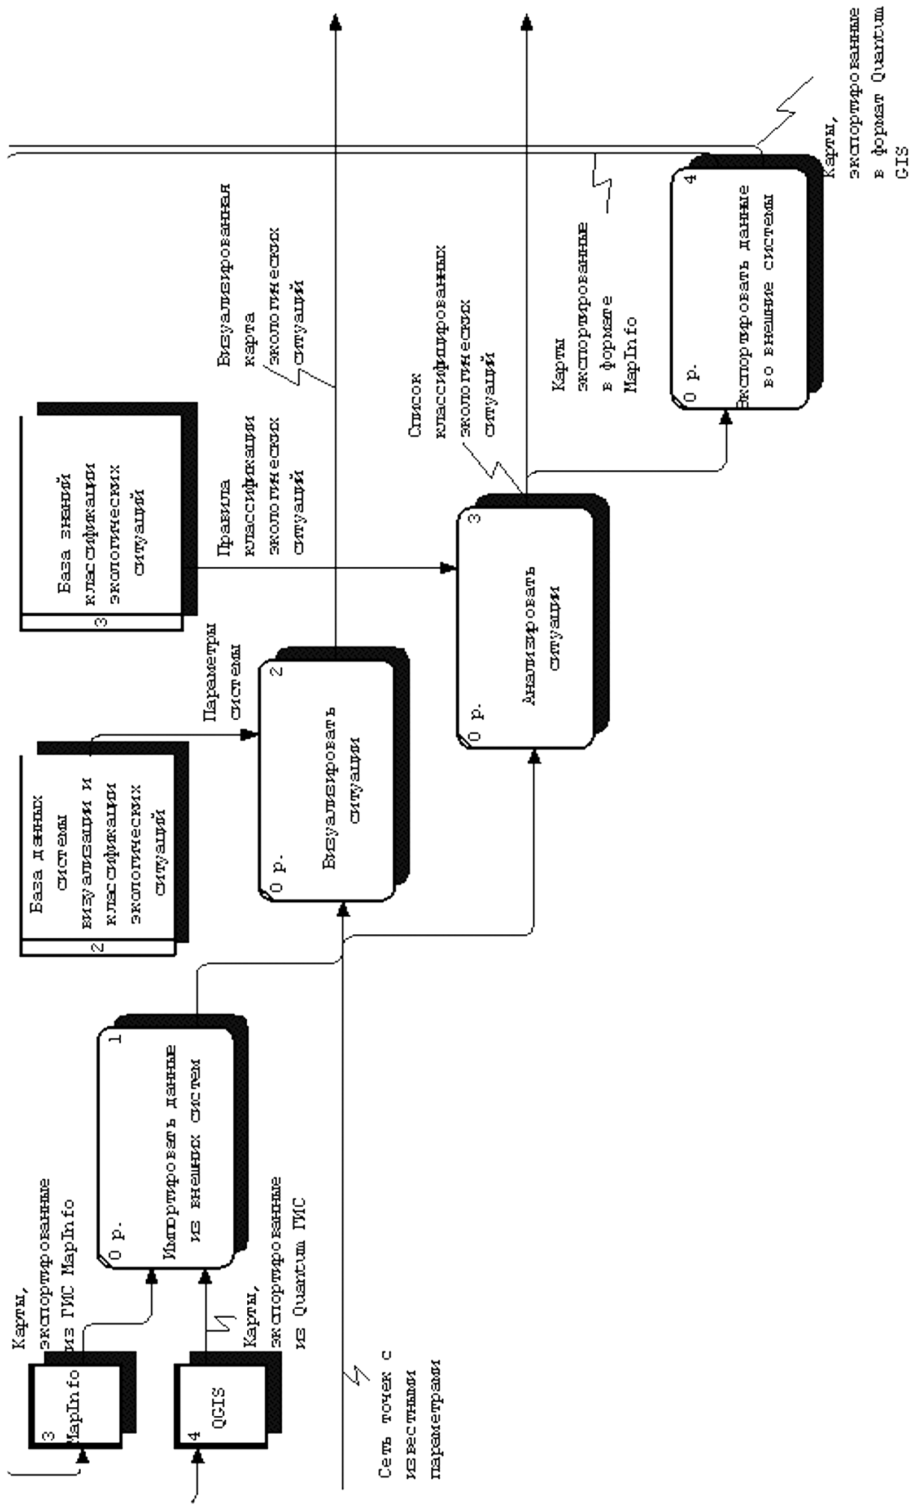 Карты,
экспортированные
из ГИС MapInfo
3
MapInfo
4
QGIS
Карты,
экспортированные
из Quantum ГИС
Сеть точек с
известными
параметрами
1
Импортировать данные
из внешних систем
0 р.
2
База данных
системы
визуализации и
классификации
экологических
ситуаций
Параметры
системы
2
Визуализировать
ситуации
0 р.
3
База знаний
классификации
экологических
ситуаций
Правила
классификации
экологических
ситуаций
Визуализированная
карта
экологических
ситуаций
3
Анализировать
ситуации
0 р.
Список
классифицированных
экологических
ситуаций
Карты
экспортированные
в формате
MapInfo
4
Экспортировать данные
во внешние системы
0 р.
Карты,
экспортированные
в формат Quantum
GIS